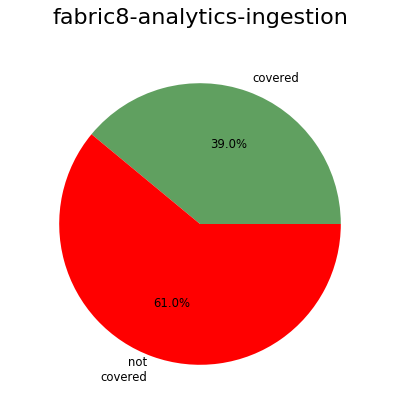 fabric8-analytics-ingestion
covered
39.0%
61.0%
not
covered